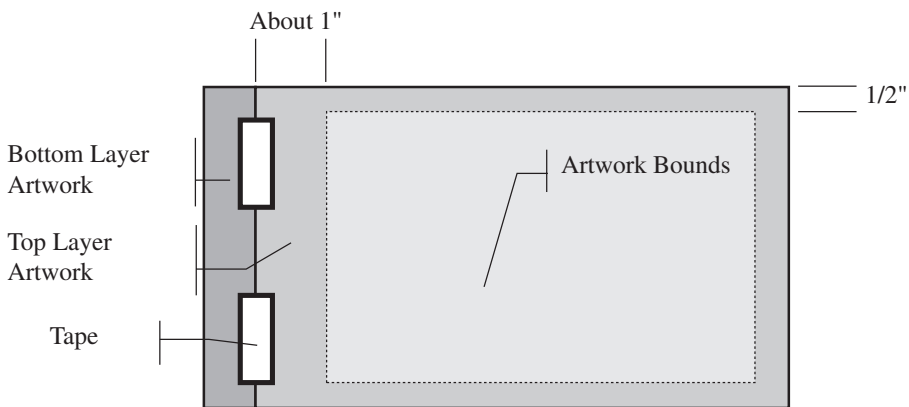 About 1"
1/2"
Bottom Layer
Artwork
Artwork Bounds
Top Layer
Artwork
Tape